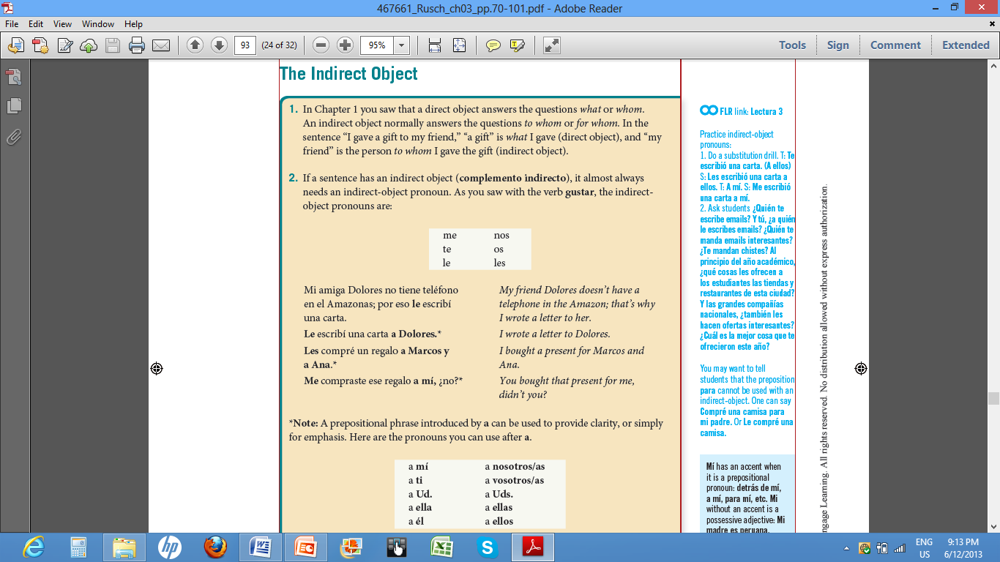 467661_Rusch_ch03_pp.70-101.pdf - Adobe Reader
File Edit View Window Help
93 (24 of 32) 95% Tools Sign Comment Extended
The Indirect Object
1. In Chapter 1 you saw that a direct object answers the questions what or whom.
An indirect object normally answers the questions to whom or for whom. In the
sentence “I gave a gift to my friend,” “a gift” is what I gave (direct object), and “my
friend” is the person to whom I gave the gift (indirect object).
2. If a sentence has an indirect object (complemento indirecto), it almost always
needs an indirect-object pronoun. As you saw with the verb gustar, the indirect-
object pronouns are:
me nos
te os
le les
Mi amiga Dolores no tiene teléfono
en el Amazonas; por eso le escribí
una carta.
My friend Dolores doesn’t have a
telephone in the Amazon; that’s why
I wrote a letter to her.
Le escribí una carta a Dolores.*
I wrote a letter to Dolores.
Les compré un regalo a Marcos y
a Ana.*
I bought a present for Marcos and
Ana.
Me compraste ese regalo a mí, ¿no?*
You bought that present for me,
didn’t you?
*Note: A prepositional phrase introduced by a can be used to provide clarity, or simply
for emphasis. Here are the pronouns you can use after a.
a mí a nosotros/as
a ti a vosotros/as
a Ud. a Uds.
a ella a ellas
a él a ellos
FLR link: Lectura 3
Practice indirect-object
pronouns:
1. Do a substitution drill. T: Te
escribió una carta. (A ellos)
S: Les escribió una carta a
ellos. T: A mí. S: Me escribió
una carta a mí.
2. Ask students ¿Quién te
escribe emails? Y tú, ¿a quién
le escribes emails? ¿Quién te
manda emails interesantes?
¿Te mandan chistes? Al
principio del año académico,
¿qué cosas les ofrecen a
los estudiantes las tiendas y
restaurantes de esta ciudad?
Y las grandes compañías
nacionales, ¿también les
hacen ofertas interesantes?
¿Cuál es la mejor cosa que te
ofrecieron este año?
You may want to tell
students that the preposition
para cannot be used with an
indirect-object. One can say
Compré una camisa para
mi padre. Or Le compré una
camisa.
Mí has an accent when
it is a prepositional
pronoun: detrás de mí,
a mí, para mí, etc. Mi
without an accent is a
possessive adjective: Mi
madre es peruana.
ngage Learning. All rights reserved. No distribution allowed without express authorization.
hp
ENG 9:13 PM
US 6/12/2013